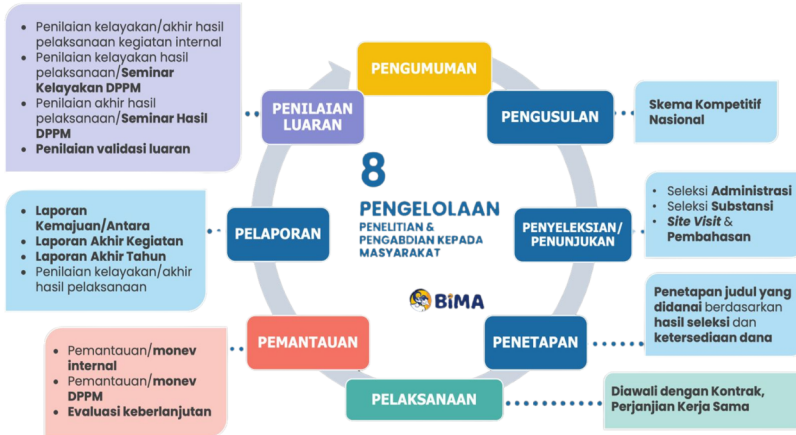 • Penilaian kelayakan/akhir hasil
pelaksanaan kegiatan internal
• Penilaian kelayakan hasil
pelaksanaan/Seminar
Kelayakan DPPM
• Penilaian akhir hasil
pelaksanaan/Seminar Hasil
DPPM
• Penilaian validasi luaran
PENGUMUMAN
PENILAIAN
LUARAN
PENGUSULAN
Skema Kompetitif
Nasional
8
PENGELOLAAN
PENELITIAN &
PENGABDIAN KEPADA
MASYARAKAT
BIMA
PENYELEKSIAN/
PENUNJUKAN
• Seleksi Administrasi
• Seleksi Substansi
• Site Visit &
Pembahasan
• Laporan
Kemajuan/Antara
• Laporan Akhir Kegiatan
• Laporan Akhir Tahun
• Penilaian kelayakan/akhir
hasil pelaksanaan
PELAPORAN
PENETAPAN
Penetapan judul yang
didanai berdasarkan
hasil seleksi dan
ketersediaan dana
• Pemantauan/monev
internal
• Pemantauan/monev
DPPM
• Evaluasi keberlanjutan
PEMANTAUAN
PELAKSANAAN
Diawali dengan Kontrak,
Perjanjian Kerja Sama